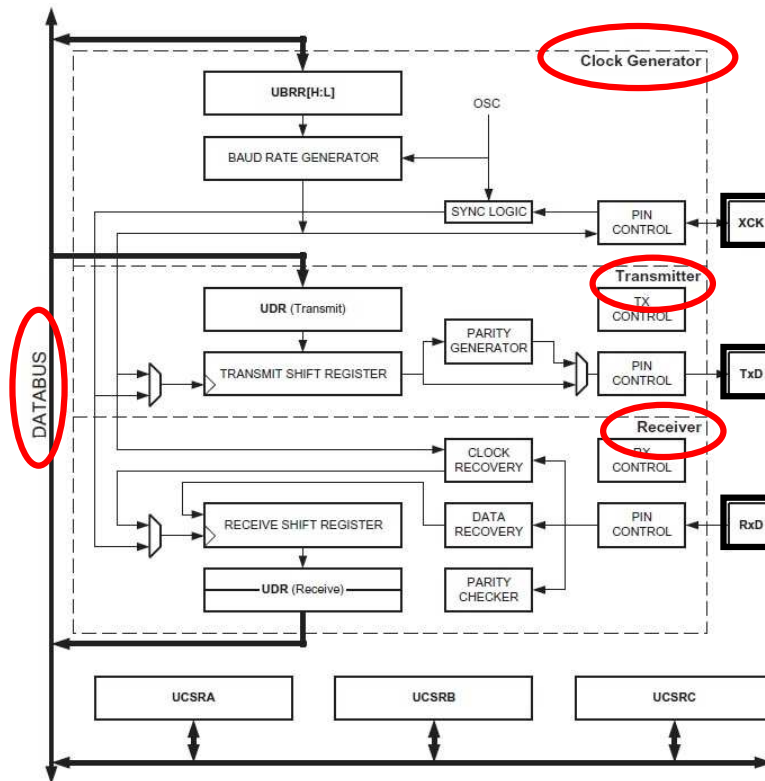 Clock Generator
UBRR[H:L]
OSC
BAUD RATE GENERATOR
SYNC LOGIC
PIN
CONTROL
XCK
Transmitter
UDR (Transmit)
TX
CONTROL
PARITY
GENERATOR
TRANSMIT SHIFT REGISTER
PIN
CONTROL
TxD
DATABUS
Receiver
CLOCK
RECOVERY
RX
CONTROL
RECEIVE SHIFT REGISTER
DATA
RECOVERY
PIN
CONTROL
RxD
UDR (Receive)
PARITY
CHECKER
UCSRA
UCSRB
UCSRC